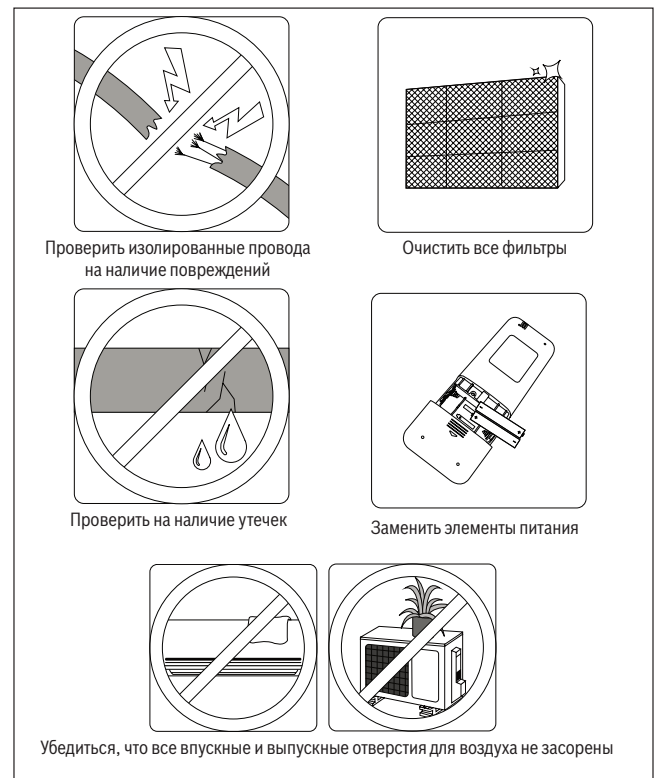 Проверить изолированные провода
на наличие повреждений
Очистить все фильтры
Проверить на наличие утечек
Заменить элементы питания
Убедиться, что все впускные и выпускные отверстия для воздуха не засорены